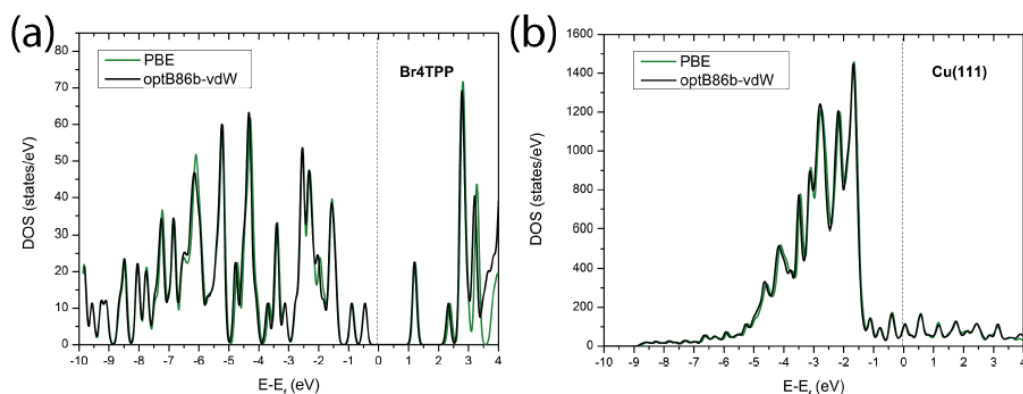 (a)
80
70
60
50
40
30
20
10
0
DOS (states/eV)
PBE
optB86b-vdW
Br4TPP
-10 -9 -8 -7 -6 -5 -4 -3 -2 -1 0 1 2 3 4
E-Ef (eV)
(b)
1600
1400
1200
1000
800
600
400
200
0
DOS (states/eV)
PBE
optB86b-vdW
Cu(111)
-10 -9 -8 -7 -6 -5 -4 -3 -2 -1 0 1 2 3 4
E-Ef (eV)